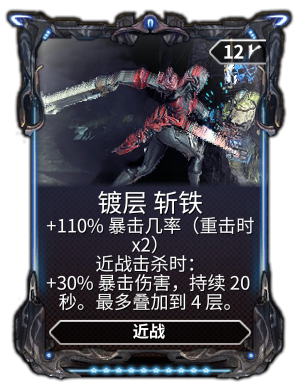 12
镀层 斩铁
+110% 暴击几率（重击时
x2）
近战击杀时：
+30% 暴击伤害，持续 20
秒。最多叠加到 4 层。
近战